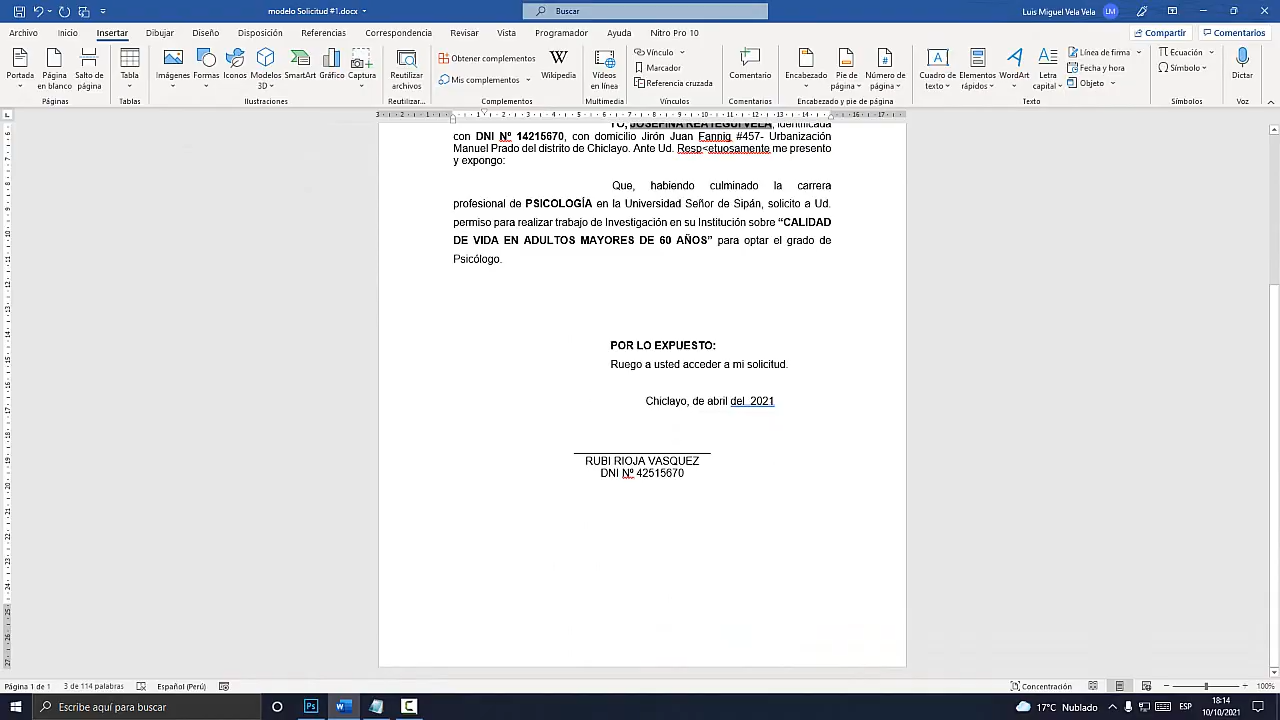 modelo Solicitud #1.docx
Buscar
Luis Miguel Vela Vela
LM
Archivo Inicio Insertar Dibujar Diseño Disposición Referencias Correspondencia Revisar Vista Programador Ayuda Nitro Pro 10
Compartir
Comentarios
Portada
Página en blanco
Salto de página
Páginas
Tabla
Tablas
Imágenes
Formas
Iconos
Modelos 3D
SmartArt
Gráfico
Captura
Ilustraciones
Reutilizar archivos
Reutilizar...
Obtener complementos
Mis complementos
Wikipedia
Complementos
Vídeos en línea
Multimedia
Vínculo
Marcador
Referencia cruzada
Vínculos
Comentario
Comentarios
Encabezado
Pie de página
Número de página
Encabezado y pie de página
Cuadro de texto
Elementos rápidos
WordArt
Letra capital
Línea de firma
Fecha y hora
Objeto
Texto
Ecuación
Símbolo
Símbolos
Dictar
Voz
YO, JOSEFINA REATEGUI VELA, identificada
con DNI Nº 14215670, con domicilio Jirón Juan Fannig #457- Urbanización
Manuel Prado del distrito de Chiclayo. Ante Ud. Resp<etuosamente me presento
y expongo:
Que, habiendo culminado la carrera
profesional de PSICOLOGÍA en la Universidad Señor de Sipán, solicito a Ud.
permiso para realizar trabajo de Investigación en su Institución sobre “CALIDAD
DE VIDA EN ADULTOS MAYORES DE 60 AÑOS” para optar el grado de
Psicólogo.
POR LO EXPUESTO:
Ruego a usted acceder a mi solicitud.
Chiclayo, de abril del 2021
RUBI RIOJA VASQUEZ
DNI Nº 42515670
Página 1 de 1
3 de 114 palabras
Español (Perú)
Concentración
100%
Escribe aquí para buscar
Ps
17°C Nublado
ESP
18:14
10/10/2021